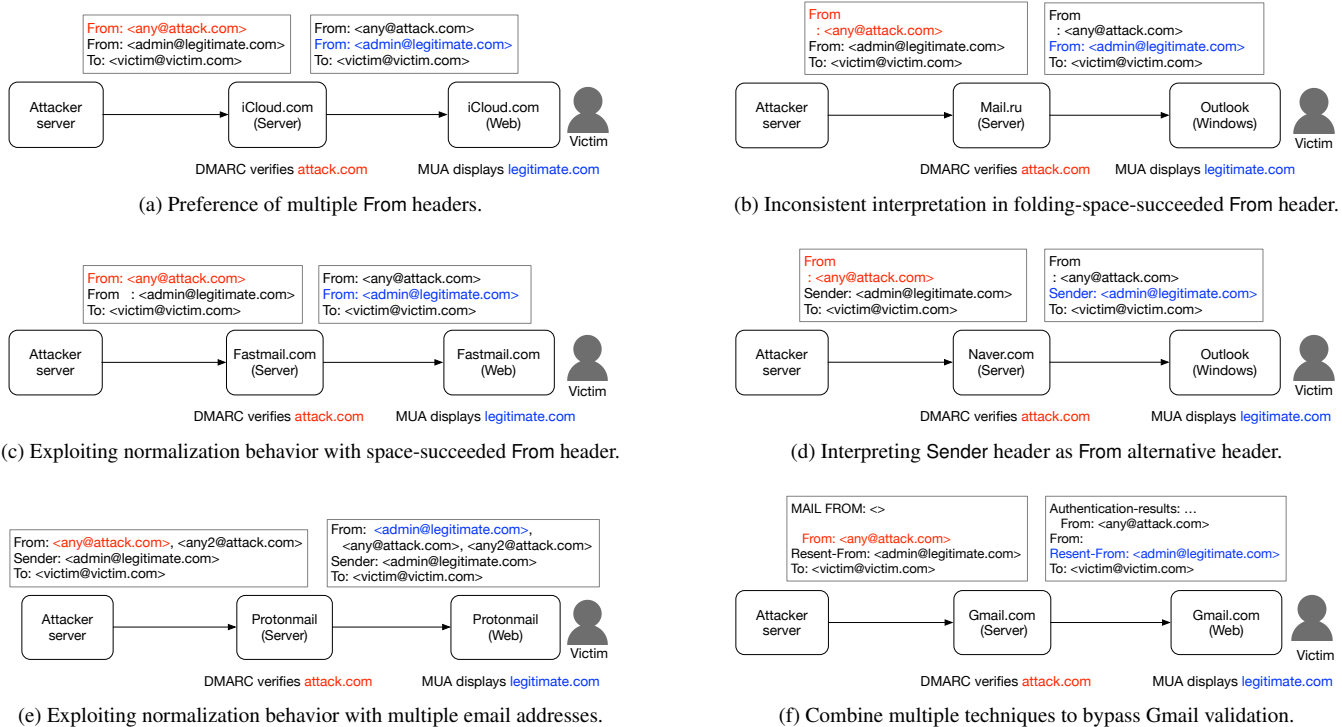 From: <any@attack.com>
From: <admin@legitimate.com>
To: <victim@victim.com>
From: <any@attack.com>
From: <admin@legitimate.com>
To: <victim@victim.com>
Attacker
server
iCloud.com
(Server)
iCloud.com
(Web)
Victim
DMARC verifies attack.com
MUA displays legitimate.com
(a) Preference of multiple From headers.
From
: <any@attack.com>
From: <admin@legitimate.com>
To: <victim@victim.com>
From
: <any@attack.com>
From: <admin@legitimate.com>
To: <victim@victim.com>
Attacker
server
Mail.ru
(Server)
Outlook
(Windows)
Victim
DMARC verifies attack.com
MUA displays legitimate.com
(b) Inconsistent interpretation in folding-space-succeeded From header.
From: <any@attack.com>
From   : <admin@legitimate.com>
To: <victim@victim.com>
From: <any@attack.com>
From: <admin@legitimate.com>
To: <victim@victim.com>
Attacker
server
Fastmail.com
(Server)
Fastmail.com
(Web)
Victim
DMARC verifies attack.com
MUA displays legitimate.com
(c) Exploiting normalization behavior with space-succeeded From header.
From
: <any@attack.com>
Sender: <admin@legitimate.com>
To: <victim@victim.com>
From
: <any@attack.com>
Sender: <admin@legitimate.com>
To: <victim@victim.com>
Attacker
server
Naver.com
(Server)
Outlook
(Windows)
Victim
DMARC verifies attack.com
MUA displays legitimate.com
(d) Interpreting Sender header as From alternative header.
From: <any@attack.com>, <any2@attack.com>
Sender: <admin@legitimate.com>
To: <victim@victim.com>
From: <admin@legitimate.com>,
<any@attack.com>, <any2@attack.com>
Sender: <admin@legitimate.com>
To: <victim@victim.com>
Attacker
server
Protonmail
(Server)
Protonmail
(Web)
Victim
DMARC verifies attack.com
MUA displays legitimate.com
(e) Exploiting normalization behavior with multiple email addresses.
MAIL FROM: <>
From: <any@attack.com>
Resent-From: <admin@legitimate.com>
To: <victim@victim.com>
Authentication-results: ...
From: <any@attack.com>
From:
Resent-From: <admin@legitimate.com>
To: <victim@victim.com>
Attacker
server
Gmail.com
(Server)
Gmail.com
(Web)
Victim
DMARC verifies attack.com
MUA displays legitimate.com
(f) Combine multiple techniques to bypass Gmail validation.